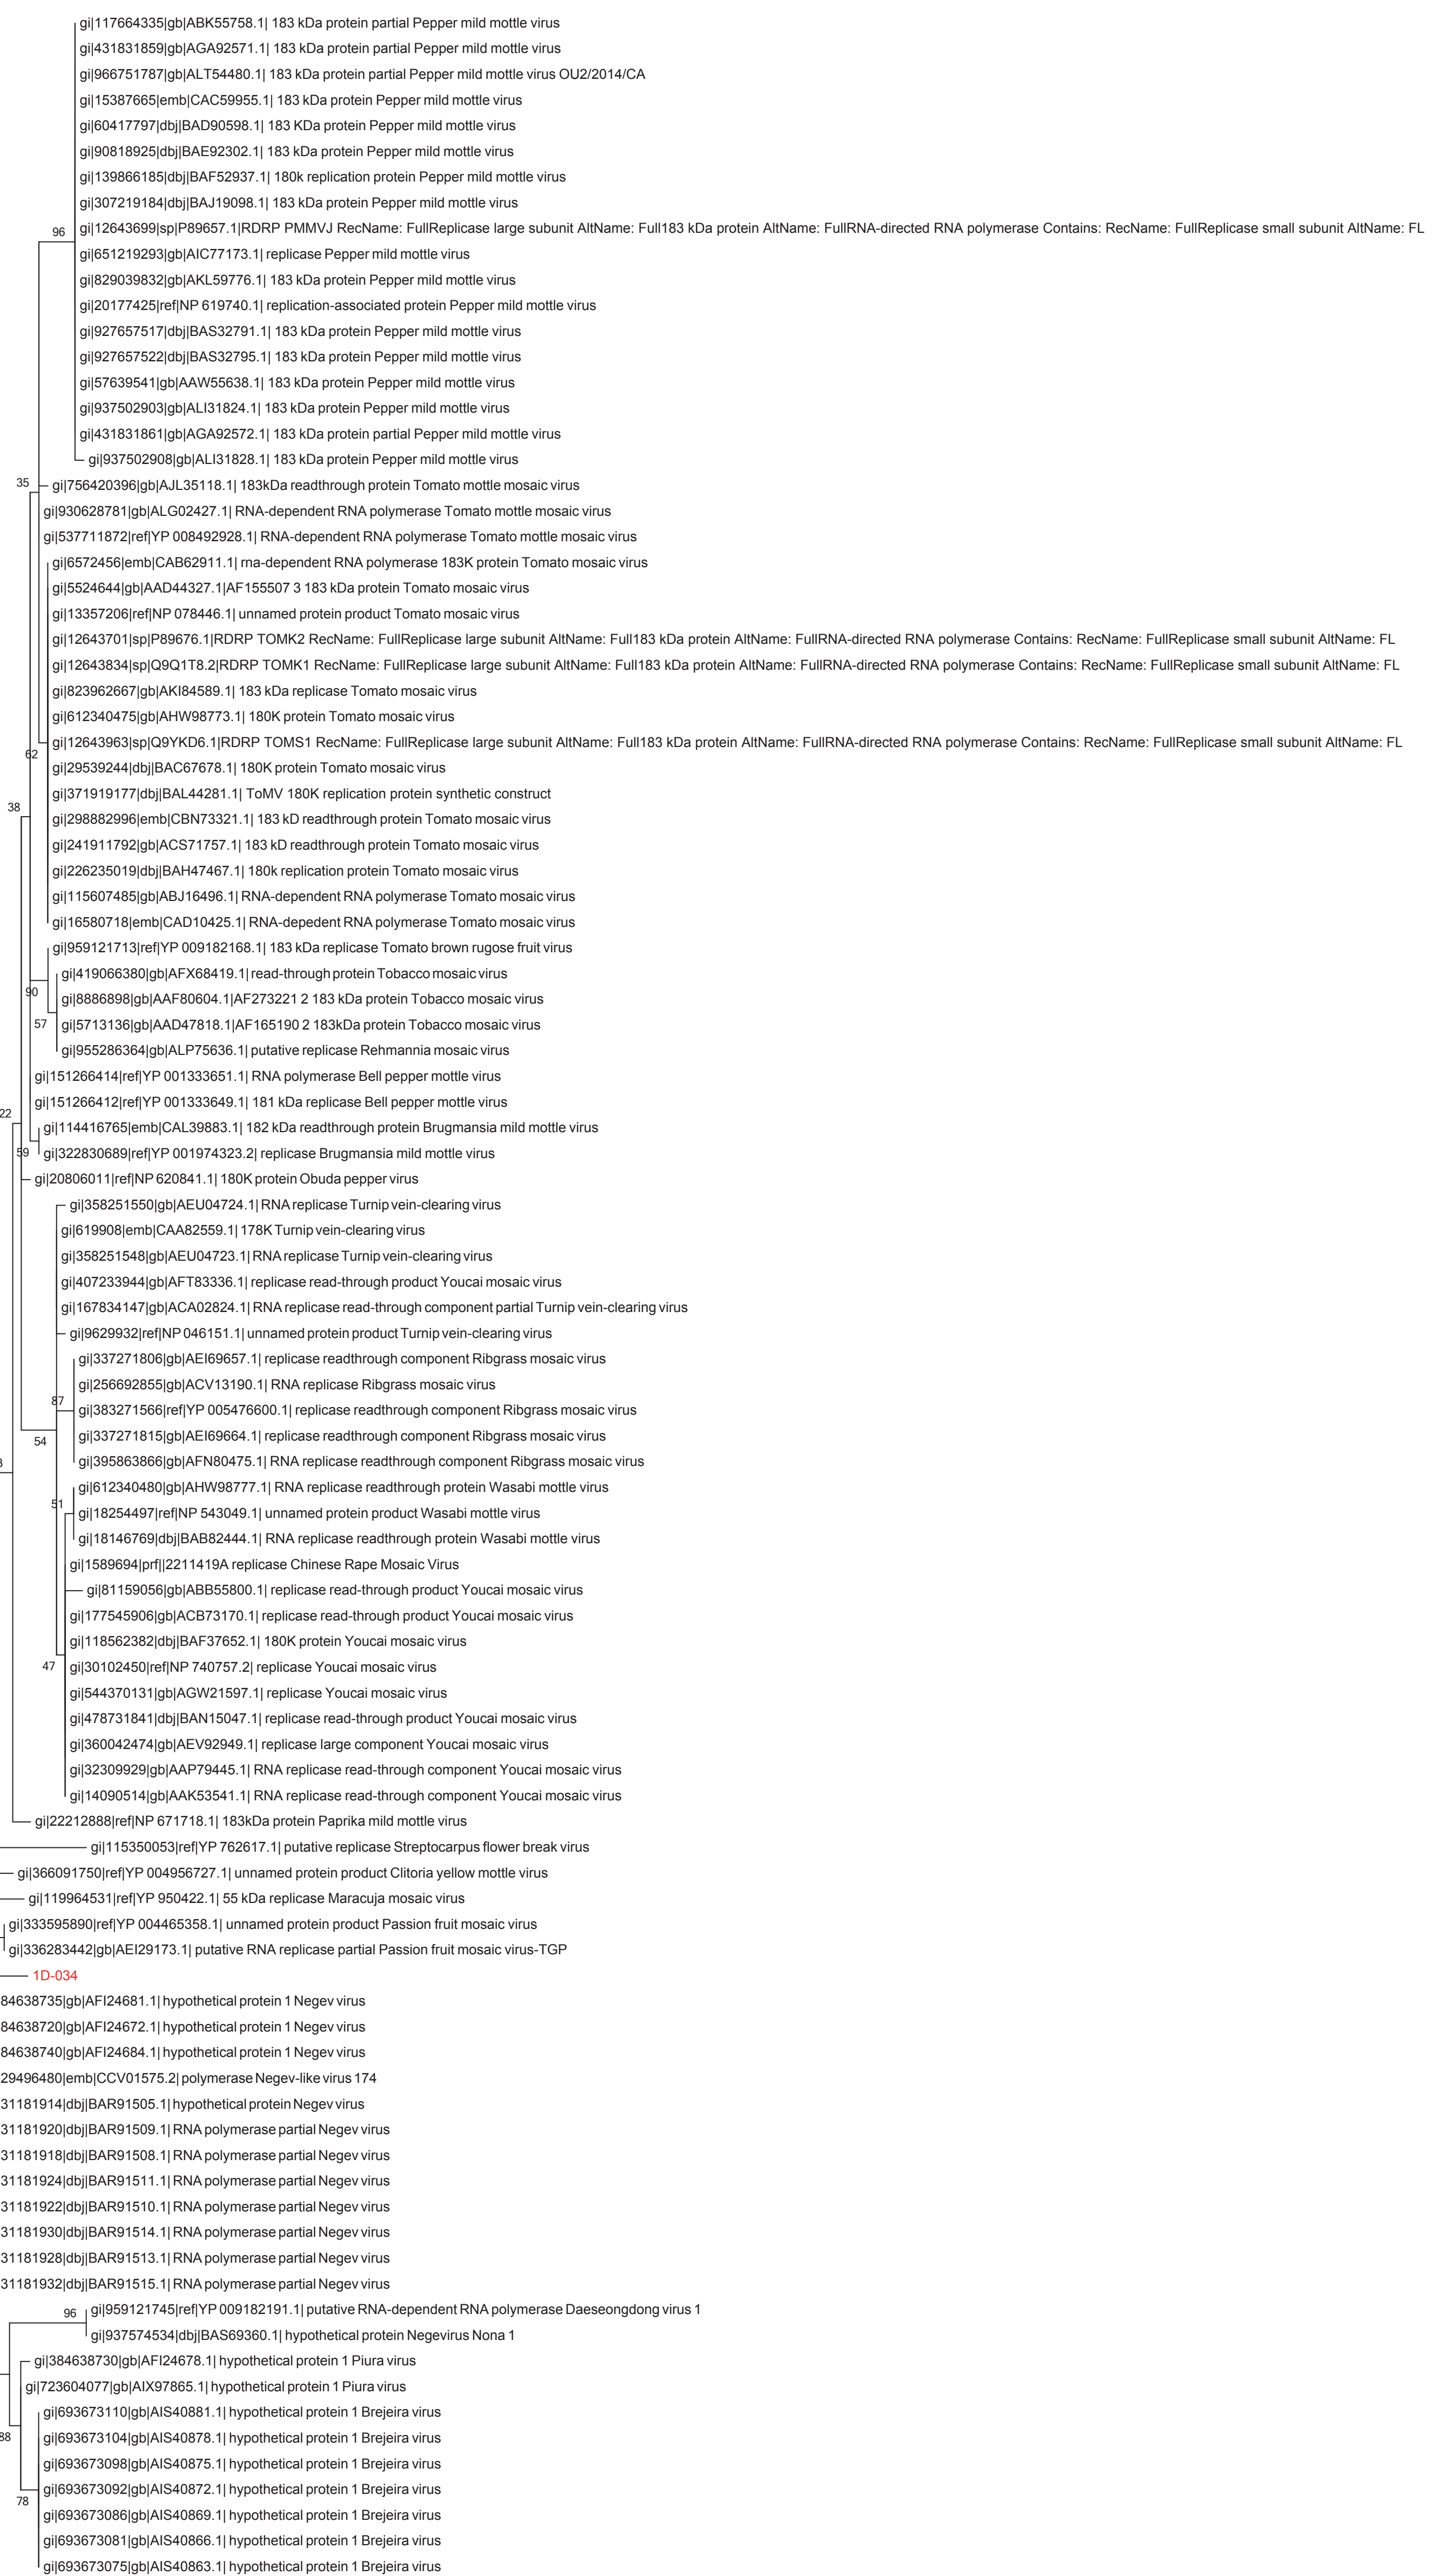 gi|117664335|gb|ABK55758.1| 183 kDa protein partial Pepper mild mottle virus
gi|431831859|gb|AGA92571.1| 183 kDa protein partial Pepper mild mottle virus
gi|966751787|gb|ALT54480.1| 183 kDa protein partial Pepper mild mottle virus OU2/2014/CA
gi|15387665|emb|CAC59955.1| 183 kDa protein Pepper mild mottle virus
gi|60417797|dbj|BAD90598.1| 183 KDa protein Pepper mild mottle virus
gi|90818925|dbj|BAE92302.1| 183 kDa protein Pepper mild mottle virus
gi|139866185|dbj|BAF52937.1| 180k replication protein Pepper mild mottle virus
gi|307219184|dbj|BAJ19098.1| 183 kDa protein Pepper mild mottle virus
96
gi|12643699|sp|P89657.1|RDRP PMMVJ RecName: FullReplicase large subunit AltName: Full183 kDa protein AltName: FullRNA-directed RNA polymerase Contains: RecName: FullReplicase small subunit AltName: FL
gi|651219293|gb|AIC77173.1| replicase Pepper mild mottle virus
gi|829039832|gb|AKL59776.1| 183 kDa protein Pepper mild mottle virus
gi|20177425|ref|NP 619740.1| replication-associated protein Pepper mild mottle virus
gi|927657517|dbj|BAS32791.1| 183 kDa protein Pepper mild mottle virus
gi|927657522|dbj|BAS32795.1| 183 kDa protein Pepper mild mottle virus
gi|57639541|gb|AAW55638.1| 183 kDa protein Pepper mild mottle virus
gi|937502903|gb|ALI31824.1| 183 kDa protein Pepper mild mottle virus
gi|431831861|gb|AGA92572.1| 183 kDa protein partial Pepper mild mottle virus
gi|937502908|gb|ALI31828.1| 183 kDa protein Pepper mild mottle virus
35
gi|756420396|gb|AJL35118.1| 183kDa readthrough protein Tomato mottle mosaic virus
gi|930628781|gb|ALG02427.1| RNA-dependent RNA polymerase Tomato mottle mosaic virus
gi|537711872|ref|YP 008492928.1| RNA-dependent RNA polymerase Tomato mottle mosaic virus
gi|6572456|emb|CAB62911.1| rna-dependent RNA polymerase 183K protein Tomato mosaic virus
gi|5524644|gb|AAD44327.1|AF155507 3 183 kDa protein Tomato mosaic virus
gi|13357206|ref|NP 078446.1| unnamed protein product Tomato mosaic virus
gi|12643701|sp|P89676.1|RDRP TOMK2 RecName: FullReplicase large subunit AltName: Full183 kDa protein AltName: FullRNA-directed RNA polymerase Contains: RecName: FullReplicase small subunit AltName: FL
gi|12643834|sp|Q9Q1T8.2|RDRP TOMK1 RecName: FullReplicase large subunit AltName: Full183 kDa protein AltName: FullRNA-directed RNA polymerase Contains: RecName: FullReplicase small subunit AltName: FL
gi|823962667|gb|AKI84589.1| 183 kDa replicase Tomato mosaic virus
gi|612340475|gb|AHW98773.1| 180K protein Tomato mosaic virus
gi|12643963|sp|Q9YKD6.1|RDRP TOMS1 RecName: FullReplicase large subunit AltName: Full183 kDa protein AltName: FullRNA-directed RNA polymerase Contains: RecName: FullReplicase small subunit AltName: FL
62
gi|29539244|dbj|BAC67678.1| 180K protein Tomato mosaic virus
gi|371919177|dbj|BAL44281.1| ToMV 180K replication protein synthetic construct
38
gi|298882996|emb|CBN73321.1| 183 kD readthrough protein Tomato mosaic virus
gi|241911792|gb|ACS71757.1| 183 kD readthrough protein Tomato mosaic virus
gi|226235019|dbj|BAH47467.1| 180k replication protein Tomato mosaic virus
gi|115607485|gb|ABJ16496.1| RNA-dependent RNA polymerase Tomato mosaic virus
gi|16580718|emb|CAD10425.1| RNA-depedent RNA polymerase Tomato mosaic virus
gi|959121713|ref|YP 009182168.1| 183 kDa replicase Tomato brown rugose fruit virus
gi|419066380|gb|AFX68419.1| read-through protein Tobacco mosaic virus
90
gi|8886898|gb|AAF80604.1|AF273221 2 183 kDa protein Tobacco mosaic virus
57
gi|5713136|gb|AAD47818.1|AF165190 2 183kDa protein Tobacco mosaic virus
gi|955286364|gb|ALP75636.1| putative replicase Rehmannia mosaic virus
gi|151266414|ref|YP 001333651.1| RNA polymerase Bell pepper mottle virus
gi|151266412|ref|YP 001333649.1| 181 kDa replicase Bell pepper mottle virus
22
gi|114416765|emb|CAL39883.1| 182 kDa readthrough protein Brugmansia mild mottle virus
59
gi|322830689|ref|YP 001974323.2| replicase Brugmansia mild mottle virus
gi|20806011|ref|NP 620841.1| 180K protein Obuda pepper virus
gi|358251550|gb|AEU04724.1| RNA replicase Turnip vein-clearing virus
gi|619908|emb|CAA82559.1| 178K Turnip vein-clearing virus
gi|358251548|gb|AEU04723.1| RNA replicase Turnip vein-clearing virus
gi|407233944|gb|AFT83336.1| replicase read-through product Youcai mosaic virus
gi|167834147|gb|ACA02824.1| RNA replicase read-through component partial Turnip vein-clearing virus
gi|9629932|ref|NP 046151.1| unnamed protein product Turnip vein-clearing virus
gi|337271806|gb|AEI69657.1| replicase readthrough component Ribgrass mosaic virus
gi|256692855|gb|ACV13190.1| RNA replicase Ribgrass mosaic virus
87
gi|383271566|ref|YP 005476600.1| replicase readthrough component Ribgrass mosaic virus
54
gi|337271815|gb|AEI69664.1| replicase readthrough component Ribgrass mosaic virus
gi|395863866|gb|AFN80475.1| RNA replicase readthrough component Ribgrass mosaic virus
gi|612340480|gb|AHW98777.1| RNA replicase readthrough protein Wasabi mottle virus
51
gi|18254497|ref|NP 543049.1| unnamed protein product Wasabi mottle virus
gi|18146769|dbj|BAB82444.1| RNA replicase readthrough protein Wasabi mottle virus
gi|1589694|prf||2211419A replicase Chinese Rape Mosaic Virus
gi|81159056|gb|ABB55800.1| replicase read-through product Youcai mosaic virus
gi|177545906|gb|ACB73170.1| replicase read-through product Youcai mosaic virus
gi|118562382|dbj|BAF37652.1| 180K protein Youcai mosaic virus
47
gi|30102450|ref|NP 740757.2| replicase Youcai mosaic virus
gi|544370131|gb|AGW21597.1| replicase Youcai mosaic virus
gi|478731841|dbj|BAN15047.1| replicase read-through product Youcai mosaic virus
gi|360042474|gb|AEV92949.1| replicase large component Youcai mosaic virus
gi|32309929|gb|AAP79445.1| RNA replicase read-through component Youcai mosaic virus
gi|14090514|gb|AAK53541.1| RNA replicase read-through component Youcai mosaic virus
gi|22212888|ref|NP 671718.1| 183kDa protein Paprika mild mottle virus
gi|115350053|ref|YP 762617.1| putative replicase Streptocarpus flower break virus
gi|366091750|ref|YP 004956727.1| unnamed protein product Clitoria yellow mottle virus
gi|119964531|ref|YP 950422.1| 55 kDa replicase Maracuja mosaic virus
gi|333595890|ref|YP 004465358.1| unnamed protein product Passion fruit mosaic virus
gi|336283442|gb|AEI29173.1| putative RNA replicase partial Passion fruit mosaic virus-TGP
1D-034
84638735|gb|AFI24681.1| hypothetical protein 1 Negev virus
84638720|gb|AFI24672.1| hypothetical protein 1 Negev virus
84638740|gb|AFI24684.1| hypothetical protein 1 Negev virus
29496480|emb|CCV01575.2| polymerase Negev-like virus 174
31181914|dbj|BAR91505.1| hypothetical protein Negev virus
31181920|dbj|BAR91509.1| RNA polymerase partial Negev virus
31181918|dbj|BAR91508.1| RNA polymerase partial Negev virus
31181924|dbj|BAR91511.1| RNA polymerase partial Negev virus
31181922|dbj|BAR91510.1| RNA polymerase partial Negev virus
31181930|dbj|BAR91514.1| RNA polymerase partial Negev virus
31181928|dbj|BAR91513.1| RNA polymerase partial Negev virus
31181932|dbj|BAR91515.1| RNA polymerase partial Negev virus
96
gi|959121745|ref|YP 009182191.1| putative RNA-dependent RNA polymerase Daeseongdong virus 1
gi|937574534|dbj|BAS69360.1| hypothetical protein Negevirus Nona 1
gi|384638730|gb|AFI24678.1| hypothetical protein 1 Piura virus
gi|723604077|gb|AIX97865.1| hypothetical protein 1 Piura virus
gi|693673110|gb|AIS40881.1| hypothetical protein 1 Brejeira virus
88
gi|693673104|gb|AIS40878.1| hypothetical protein 1 Brejeira virus
gi|693673098|gb|AIS40875.1| hypothetical protein 1 Brejeira virus
gi|693673092|gb|AIS40872.1| hypothetical protein 1 Brejeira virus
78
gi|693673086|gb|AIS40869.1| hypothetical protein 1 Brejeira virus
gi|693673081|gb|AIS40866.1| hypothetical protein 1 Brejeira virus
gi|693673075|gb|AIS40863.1| hypothetical protein 1 Brejeira virus